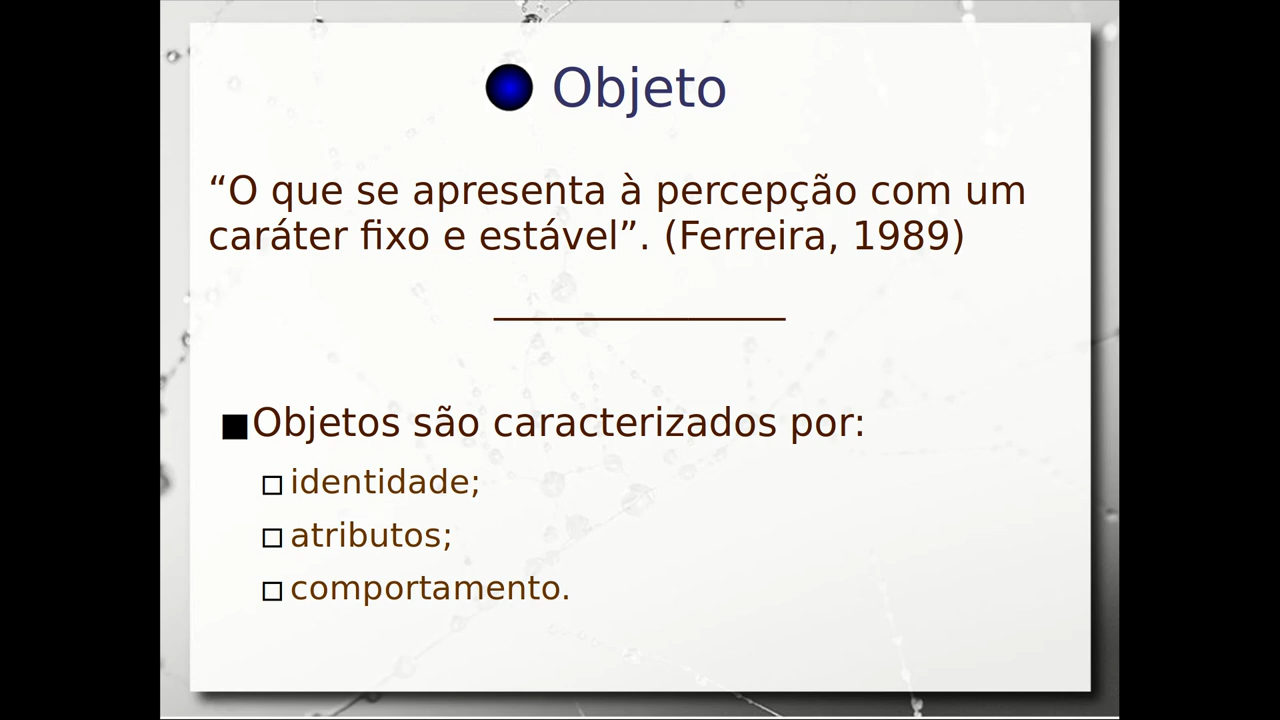 Objeto
“O que se apresenta à percepção com um
caráter fixo e estável”. (Ferreira, 1989)
Objetos são caracterizados por:
identidade;
atributos;
comportamento.